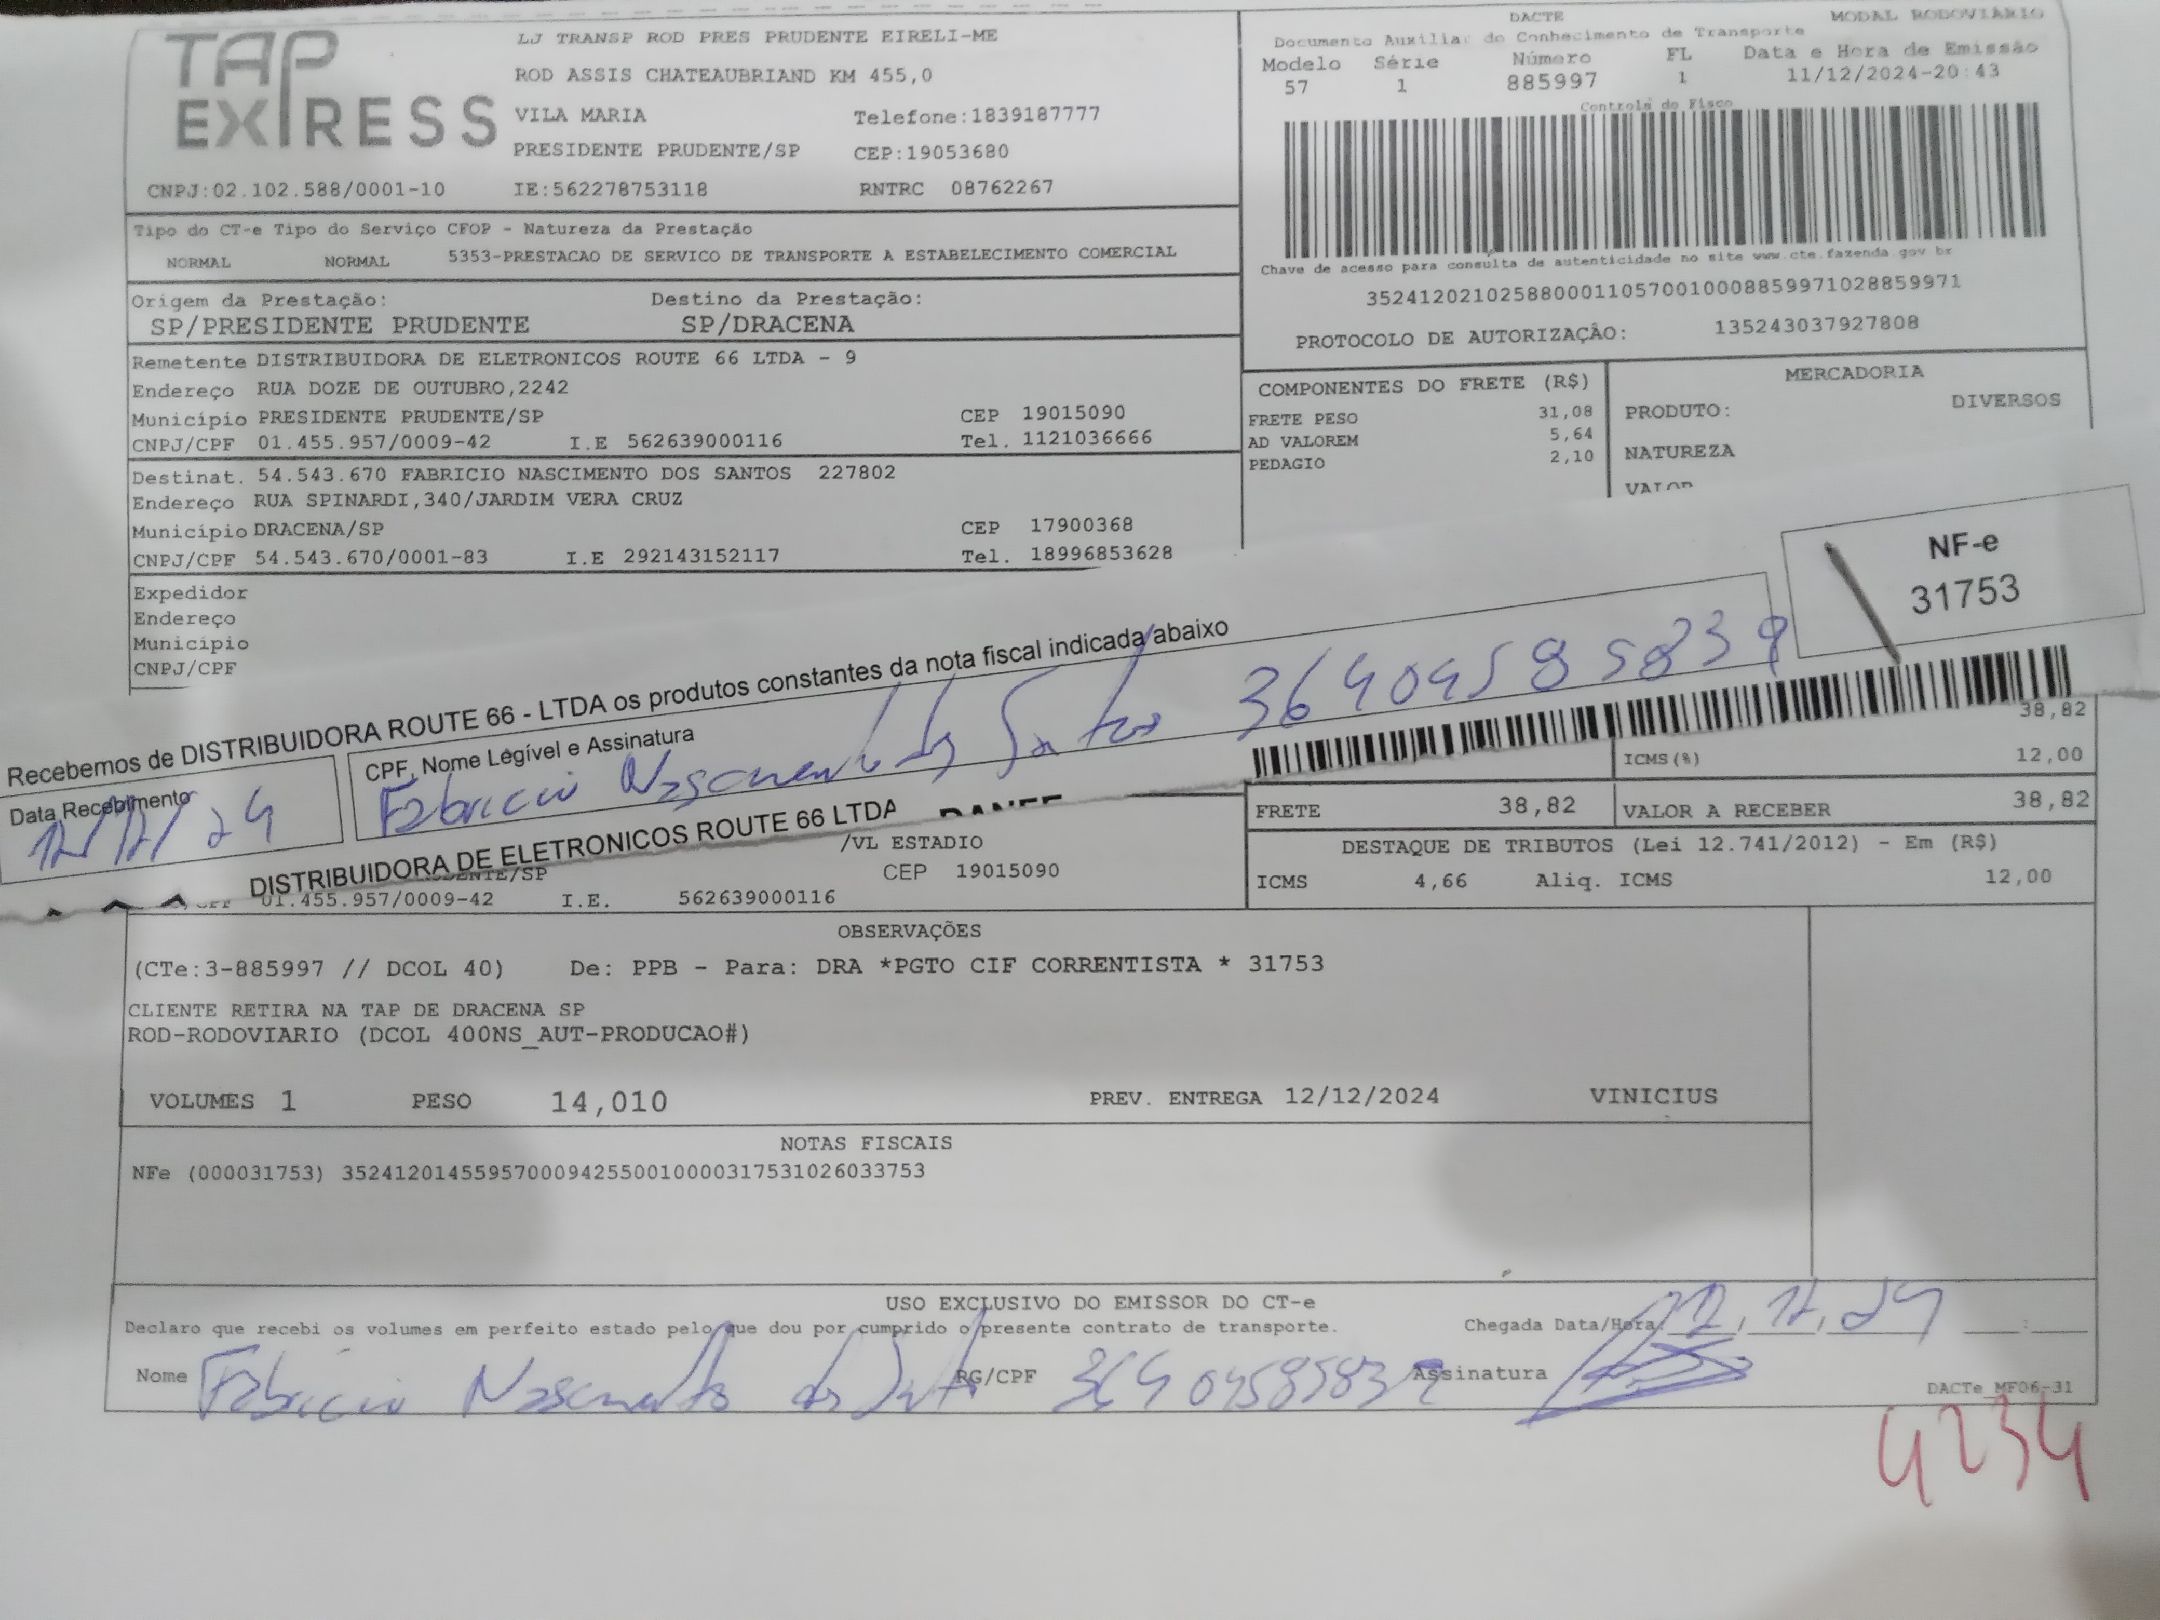 TAP EXPRESS
LJ TRANSP ROD PRES PRUDENTE EIRELI-ME
ROD ASSIS CHATEAUBRIAND KM 455,0
VILA MARIA Telefone:1839187777
PRESIDENTE PRUDENTE/SP CEP:19053680
CNPJ:02.102.588/0001-10 IE:562278753118 RNTRC 08762267
DACTE MODAL RODOVIÁRIO
Documento Auxiliar do Conhecimento de Transporte
Modelo Série Número FL Data e Hora de Emissão
57 1 885997 1 11/12/2024-20:43
Controle do Fisco
Chave de acesso para consulta de autenticidade no site www.cte.fazenda.gov br
35241202102588000110570010008859971028859971
PROTOCOLO DE AUTORIZAÇÃO: 135243037927808
Tipo do CT-e Tipo do Serviço CFOP - Natureza da Prestação
NORMAL NORMAL 5353-PRESTACAO DE SERVICO DE TRANSPORTE A ESTABELECIMENTO COMERCIAL
Origem da Prestação: Destino da Prestação:
SP/PRESIDENTE PRUDENTE SP/DRACENA
Remetente DISTRIBUIDORA DE ELETRONICOS ROUTE 66 LTDA - 9
Endereço RUA DOZE DE OUTUBRO,2242
Município PRESIDENTE PRUDENTE/SP CEP 19015090
CNPJ/CPF 01.455.957/0009-42 I.E 562639000116 Tel. 1121036666
Destinat. 54.543.670 FABRICIO NASCIMENTO DOS SANTOS 227802
Endereço RUA SPINARDI,340/JARDIM VERA CRUZ
Município DRACENA/SP CEP 17900368
CNPJ/CPF 54.543.670/0001-83 I.E 292143152117 Tel. 18996853628
Expedidor
Endereço
Município
CNPJ/CPF
COMPONENTES DO FRETE (R$)
FRETE PESO 31,08
AD VALOREM 5,64
PEDAGIO 2,10
MERCADORIA
PRODUTO: DIVERSOS
NATUREZA
VALOR
NF-e
31753
Recebemos de DISTRIBUIDORA ROUTE 66 - LTDA os produtos constantes da nota fiscal indicada abaixo
Data Recebimento
12/12/24
CPF, Nome Legível e Assinatura
Fabricio Nascimento dos Santos 36404585839
DISTRIBUIDORA DE ELETRONICOS ROUTE 66 LTDA DANFE
38,82
ICMS(%) 12,00
FRETE 38,82 VALOR A RECEBER 38,82
DESTAQUE DE TRIBUTOS (Lei 12.741/2012) - Em (R$)
ICMS 4,66 Aliq. ICMS 12,00
/VL ESTADIO
CEP 19015090
01.455.957/0009-42 I.E. 562639000116
OBSERVAÇÕES
(CTe:3-885997 // DCOL 40) De: PPB - Para: DRA *PGTO CIF CORRENTISTA * 31753
CLIENTE RETIRA NA TAP DE DRACENA SP
ROD-RODOVIARIO (DCOL 400NS_AUT-PRODUCAO#)
VOLUMES 1 PESO 14,010 PREV. ENTREGA 12/12/2024 VINICIUS
NOTAS FISCAIS
NFe (000031753) 35241201455957000942550010000317531026033753
USO EXCLUSIVO DO EMISSOR DO CT-e
Declaro que recebi os volumes em perfeito estado pelo que dou por cumprido o presente contrato de transporte. Chegada Data/Hora 12, 12, 24
Nome Fabricio Nascimento dos Santos RG/CPF 36404585839 Assinatura
DACTe_MF06-31
4234